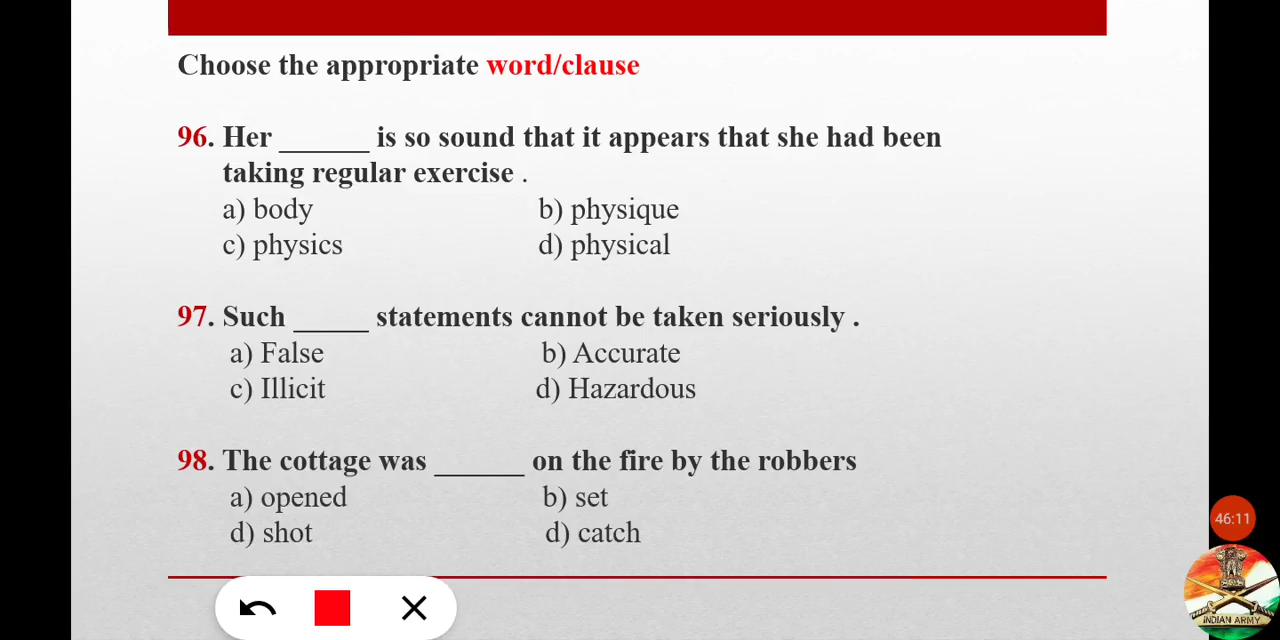 Choose the appropriate word/clause
96. Her ______ is so sound that it appears that she had been
taking regular exercise .
a) body b) physique
c) physics d) physical
97. Such _____ statements cannot be taken seriously .
a) False b) Accurate
c) Illicit d) Hazardous
98. The cottage was ______ on the fire by the robbers
a) opened b) set
d) shot d) catch
46:11
INDIAN ARMY